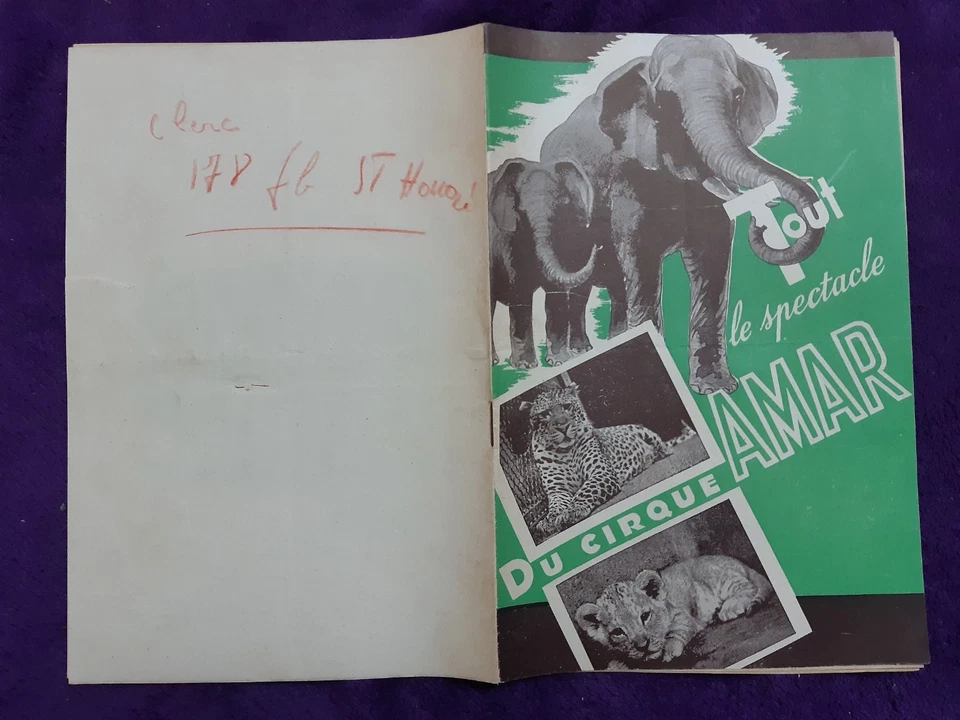 Clerc
178 fb ST Honoré
Tout
le spectacle
DU CIRQUE AMAR